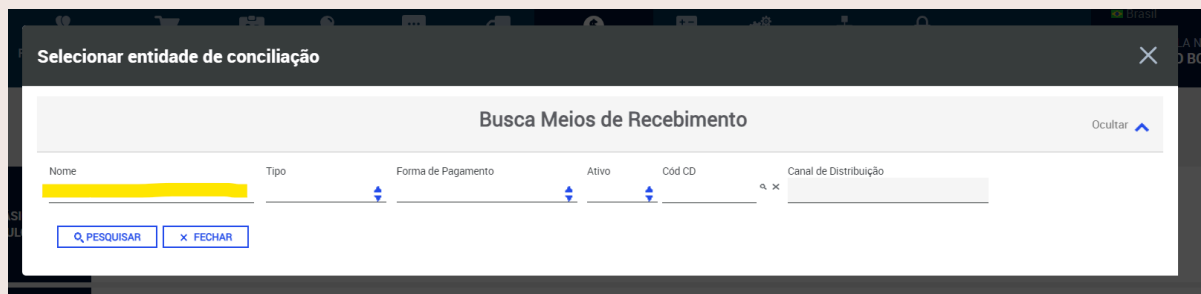 Brasil
Selecionar entidade de conciliação
Busca Meios de Recebimento
Ocultar
Nome Tipo Forma de Pagamento Ativo Cód CD Canal de Distribuição
PESQUISAR FECHAR